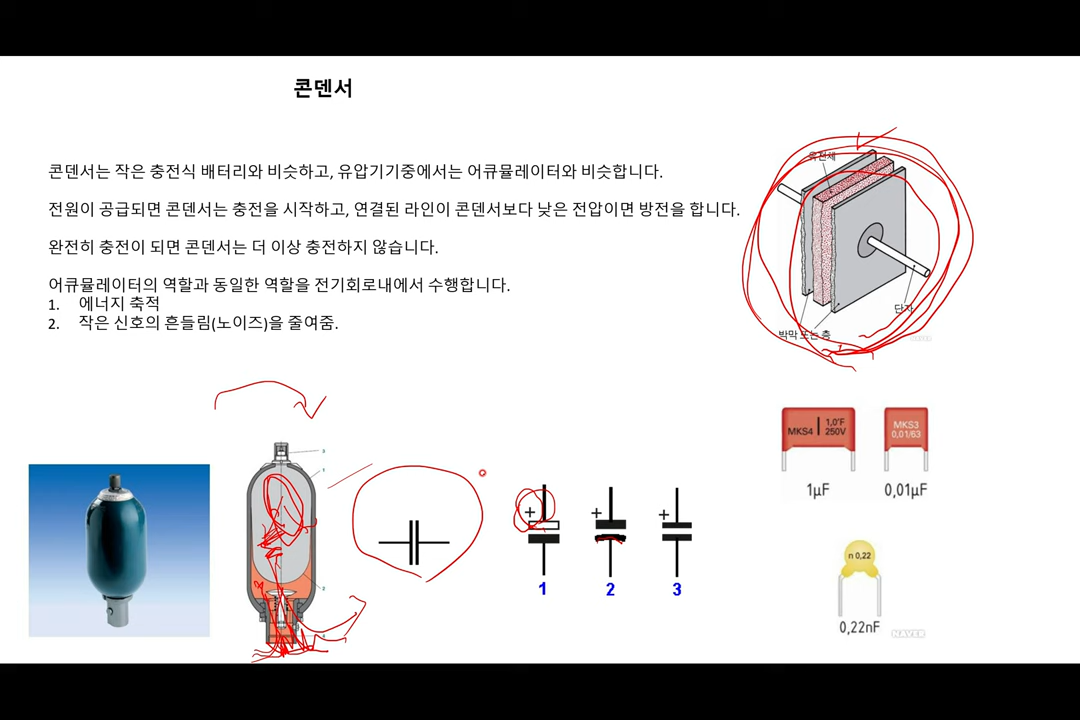 콘덴서
콘덴서는 작은 충전식 배터리와 비슷하고, 유압기기중에서는 어큐뮬레이터와 비슷합니다.
전원이 공급되면 콘덴서는 충전을 시작하고, 연결된 라인이 콘덴서보다 낮은 전압이면 방전을 합니다.
완전히 충전이 되면 콘덴서는 더 이상 충전하지 않습니다.
어큐뮬레이터의 역할과 동일한 역할을 전기회로내에서 수행합니다.
1. 에너지 축적
2. 작은 신호의 흔들림(노이즈)을 줄여줌.
유전체
단자
박막 또는 층
NAVER
MKS4 1,0°F
250V
MKS3
0,01/63
1μF
0,01μF
+
+
+
1
2
3
n 0,22
0,22nF
NAVER